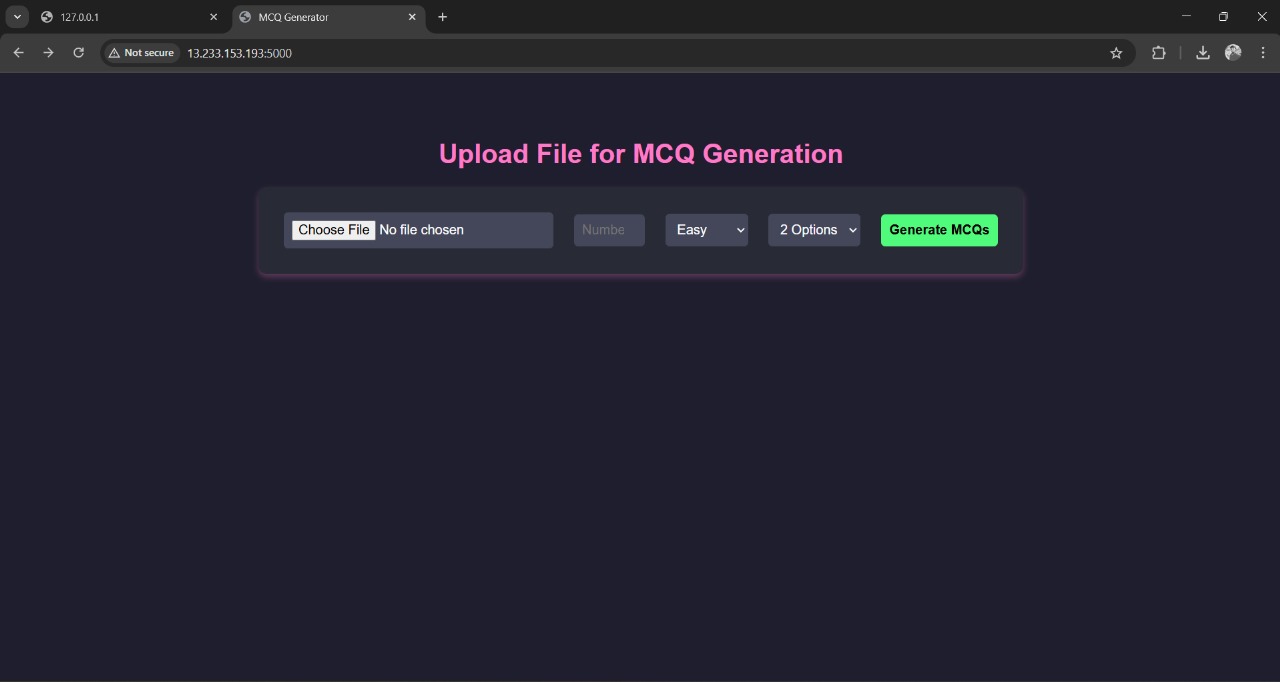 127.0.0.1
MCQ Generator
Not secure
13.233.153.193:5000
Upload File for MCQ Generation
Choose File No file chosen
Numbe
Easy
2 Options
Generate MCQs